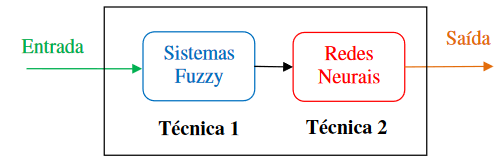 Entrada
Sistemas
Fuzzy
Redes
Neurais
Saída
Técnica 1
Técnica 2